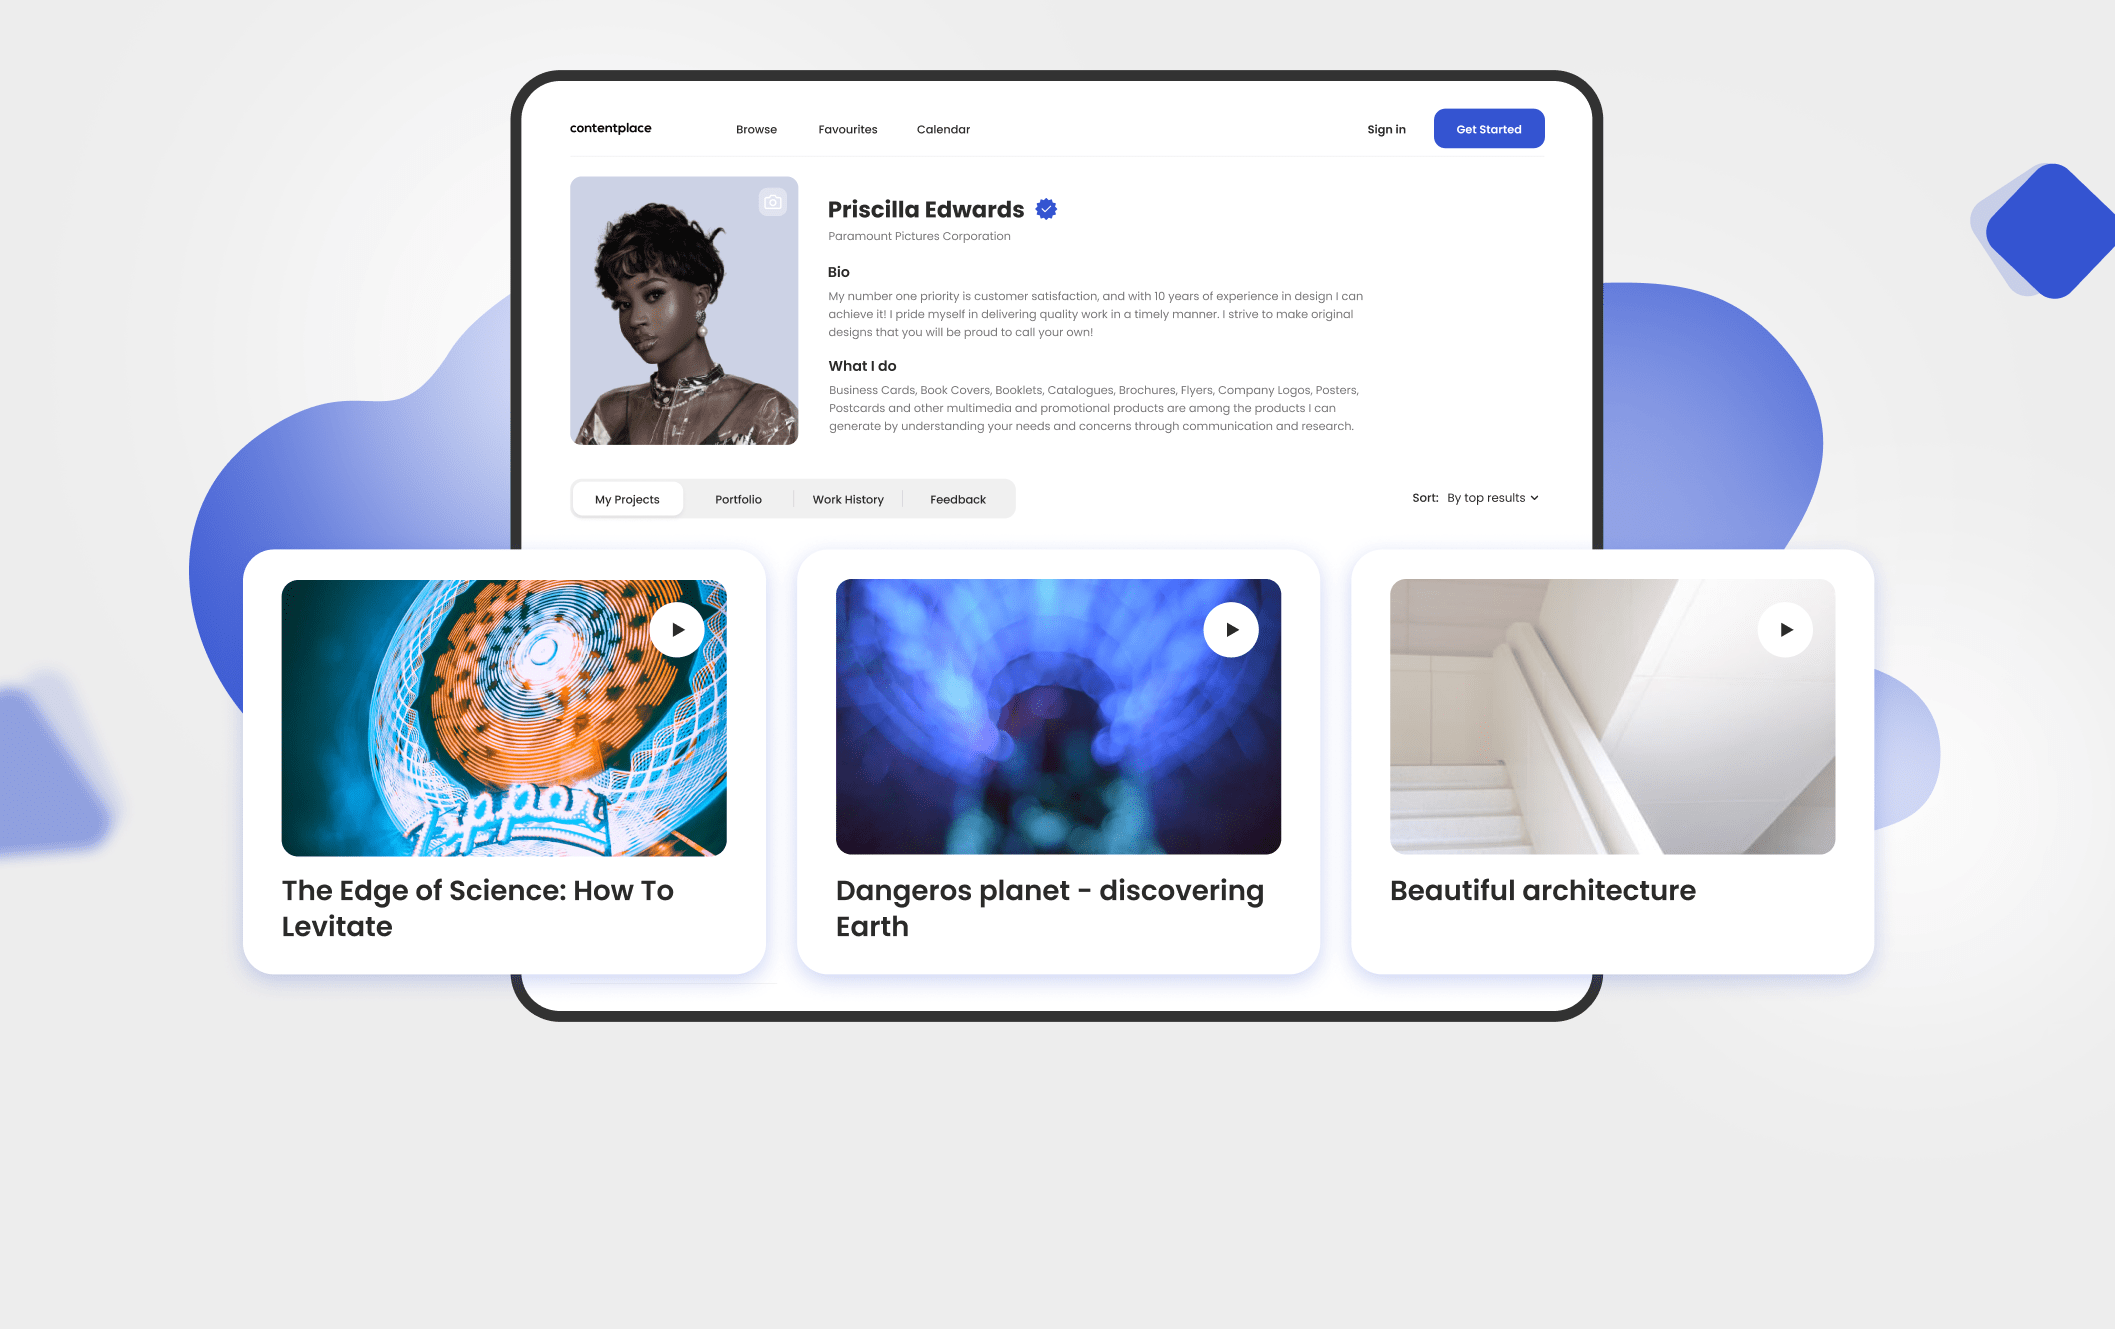 contentplace
Browse
Favourites
Calendar
Sign in
Get Started
Priscilla Edwards
Paramount Pictures Corporation
Bio
My number one priority is customer satisfaction, and with 10 years of experience in design I can
achieve it! I pride myself in delivering quality work in a timely manner. I strive to make original
designs that you will be proud to call your own!
What I do
Business Cards, Book Covers, Booklets, Catalogues, Brochures, Flyers, Company Logos, Posters,
Postcards and other multimedia and promotional products are among the products I can
generate by understanding your needs and concerns through communication and research.
My Projects
Portfolio
Work History
Feedback
Sort: By top results
The Edge of Science: How To
Levitate
Dangeros planet - discovering
Earth
Beautiful architecture